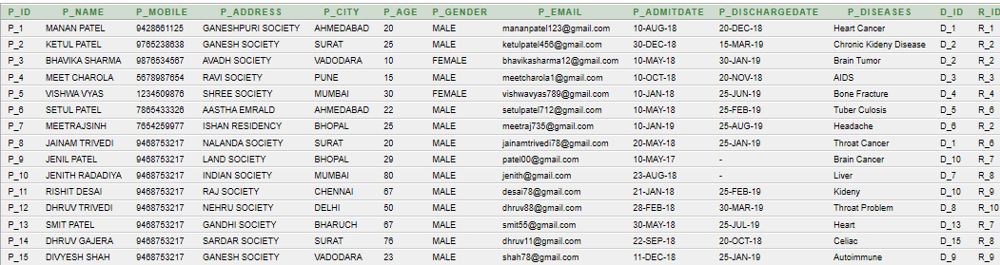 P_ID P_NAME P_MOBILE P_ADDRESS P_CITY P_AGE P_GENDER P_EMAIL P_ADMITDATE P_DISCHARGEDATE P_DISEASES D_ID R_ID
P_1 MANAN PATEL 9428661125 GANESHPURI SOCIETY AHMEDABAD 20 MALE mananpatel123@gmail.com 10-AUG-18 20-DEC-18 Heart Cancer D_1 R_1
P_2 KETUL PATEL 9765238638 GANESH SOCIETY SURAT 25 MALE ketulpatel456@gmail.com 30-DEC-18 15-MAR-19 Chronic Kideny Disease D_2 R_2
P_3 BHAVIKA SHARMA 9876534567 AVADH SOCIETY VADODARA 10 FEMALE bhavikasharma12@gmail.com 10-MAY-18 30-JAN-19 Brain Tumor D_2 R_2
P_4 MEET CHAROLA 5678987654 RAVI SOCIETY PUNE 15 MALE meetcharola1@gmail.com 10-OCT-18 20-NOV-18 AIDS D_3 R_3
P_5 VISHWA VYAS 1234509876 SHREE SOCIETY MUMBAI 30 FEMALE vishwavyas789@gmail.com 10-JAN-18 25-JUN-19 Bone Fracture D_4 R_4
P_6 SETUL PATEL 7865433326 AASTHA EMRALD AHMEDABAD 22 MALE setulpatel712@gmail.com 10-MAY-18 25-FEB-19 Tuber Culosis D_5 R_6
P_7 MEETRAJSINH 7654259977 ISHAN RESIDENCY BHOPAL 25 MALE meetraj735@gmail.com 10-JAN-19 25-AUG-19 Headache D_6 R_2
P_8 JAINAM TRIVEDI 9468753217 NALANDA SOCIETY SURAT 20 MALE jainamtrivedi78@gmail.com 20-MAY-18 25-JAN-19 Throat Cancer D_1 R_6
P_9 JENIL PATEL 9468753217 LAND SOCIETY BHOPAL 29 MALE patel00@gmail.com 10-MAY-17 - Brain Cancer D_10 R_7
P_10 JENITH RADADIYA 9468753217 INDIAN SOCIETY MUMBAI 80 MALE jenith@gmail.com 23-AUG-18 - Liver D_7 R_8
P_11 RISHIT DESAI 9468753217 RAJ SOCIETY CHENNAI 67 MALE desai78@gmail.com 21-JAN-18 25-FEB-19 Kideny D_10 R_9
P_12 DHRUV TRIVEDI 9468753217 NEHRU SOCIETY DELHI 50 MALE dhruv88@gmail.com 28-FEB-18 30-MAR-19 Throat Problem D_8 R_10
P_13 SMIT PATEL 9468753217 GANDHI SOCIETY BHARUCH 67 MALE smit55@gmail.com 30-MAY-18 25-JUL-19 Heart D_13 R_7
P_14 DHRUV GAJERA 9468753217 SARDAR SOCIETY SURAT 76 MALE dhruv11@gmail.com 22-SEP-18 20-OCT-18 Celiac D_15 R_8
P_15 DIVYESH SHAH 9468753217 GANESH SOCIETY VADODARA 23 MALE shah78@gmail.com 11-DEC-18 25-JAN-19 Autoimmune D_9 R_9